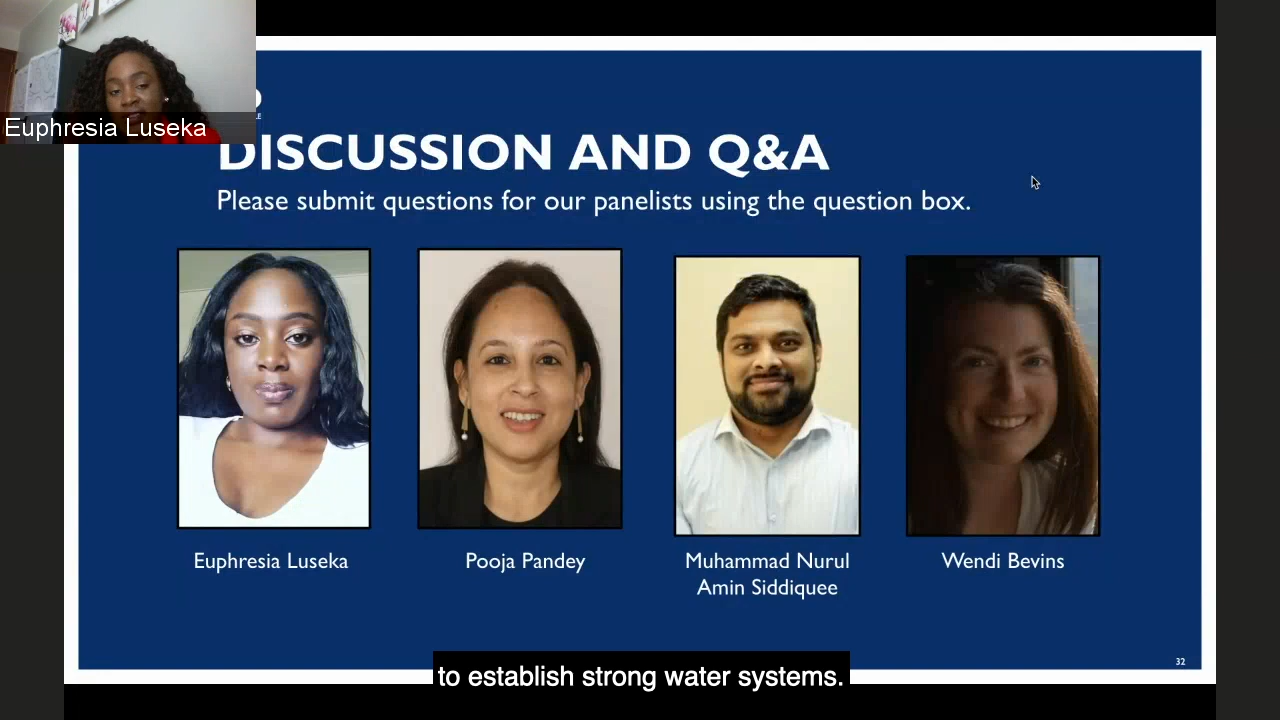 Euphresia Luseka
DISCUSSION AND Q&A
Please submit questions for our panelists using the question box.
Euphresia Luseka
Pooja Pandey
Muhammad Nurul
Amin Siddiquee
Wendi Bevins
32
to establish strong water systems.